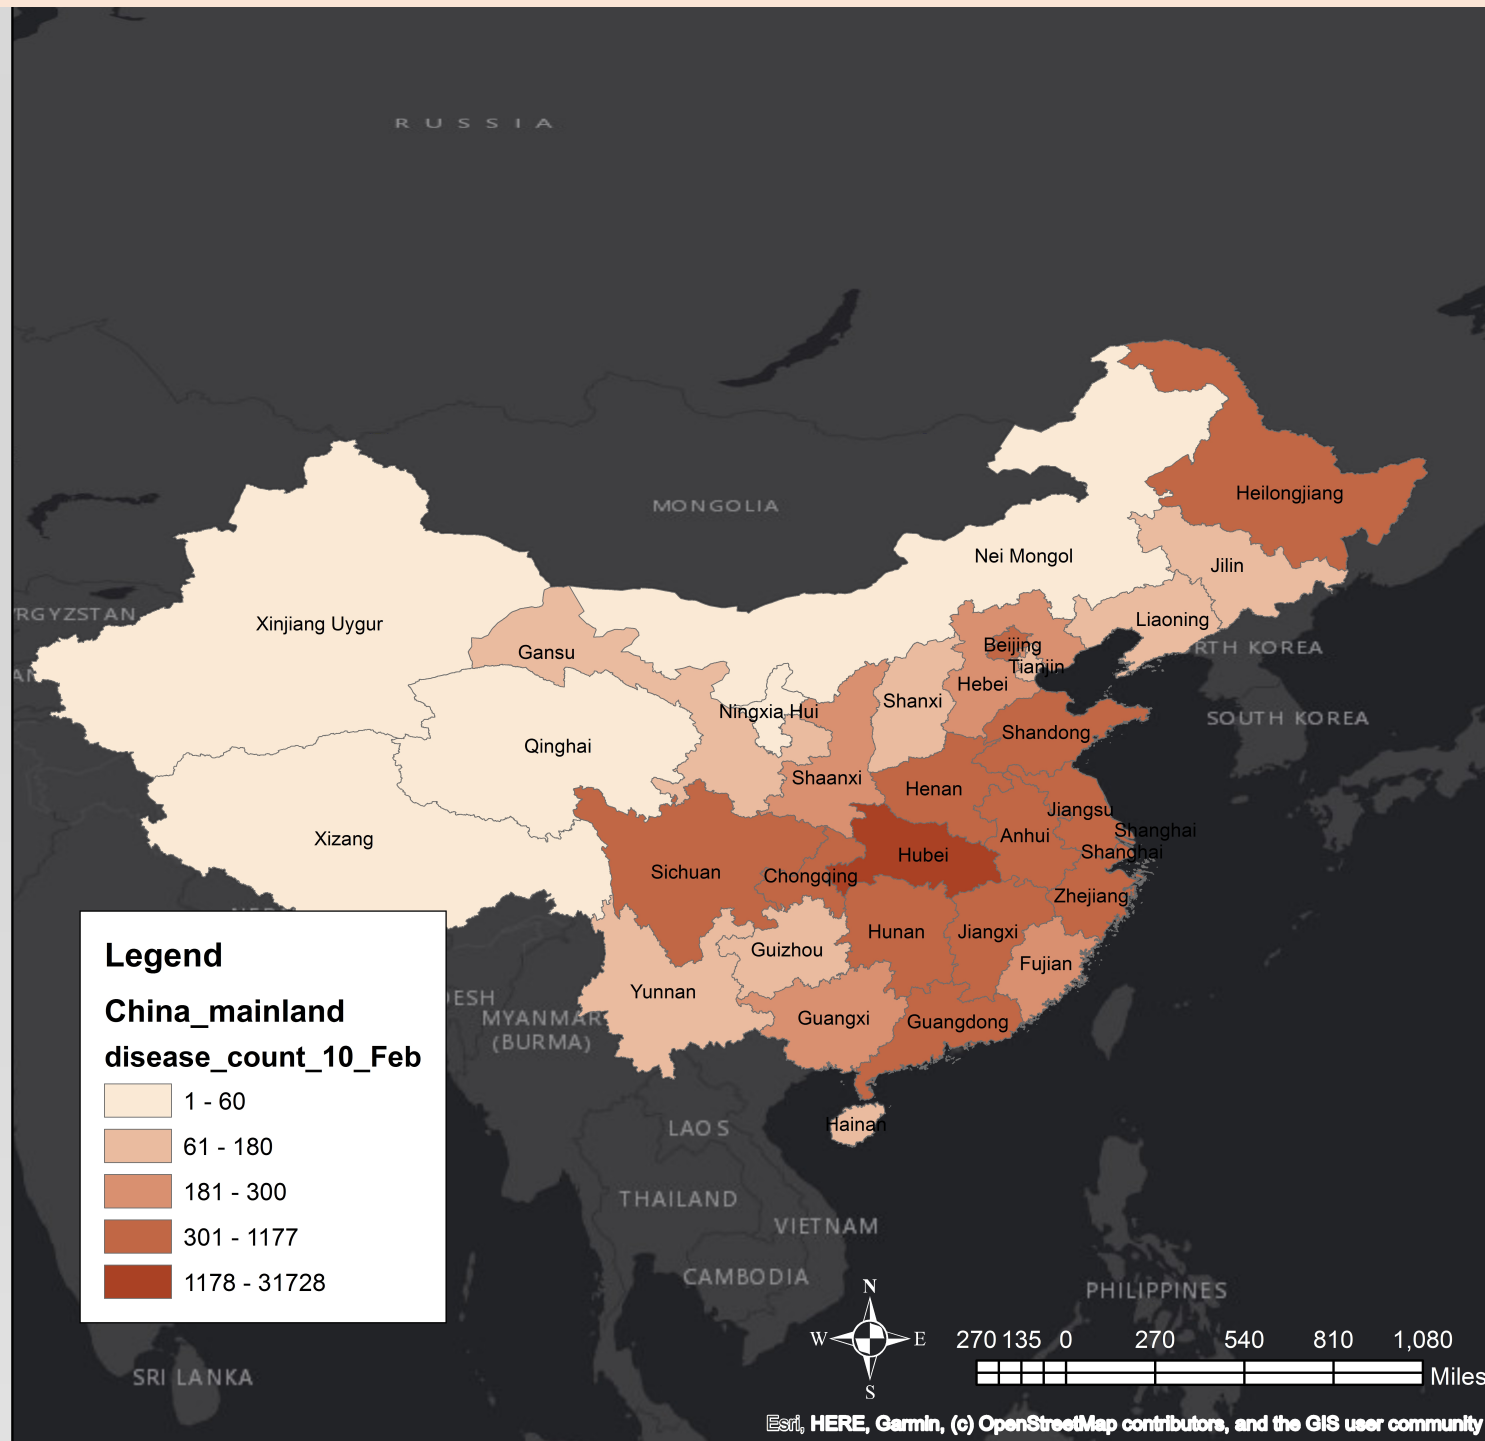 RUSSIA
MONGOLIA
Heilongjiang
Nei Mongol
Jilin
Xinjiang Uygur
RGYZSTAN
Liaoning
Gansu
Beijing
RTH KOREA
Tianjin
Hebei
Shanxi
Ningxia Hui
SOUTH KOREA
Shandong
Qinghai
Shaanxi
Henan
Jiangsu
Shanghai
Xizang
Anhui
Shanghai
Hubei
Sichuan
Chongqing
Zhejiang
Hunan
Jiangxi
Guizhou
Fujian
Yunnan
Guangxi
Guangdong
DESH
MYANMAR
(BURMA)
Hainan
LAOS
THAILAND
VIETNAM
CAMBODIA
PHILIPPINES
SRI LANKA
Legend
China_mainland
disease_count_10_Feb
1 - 60
61 - 180
181 - 300
301 - 1177
1178 - 31728
N
W E
S
270 135 0 270 540 810 1,080
Miles
Esri, HERE, Garmin, (c) OpenStreetMap contributors, and the GIS user community